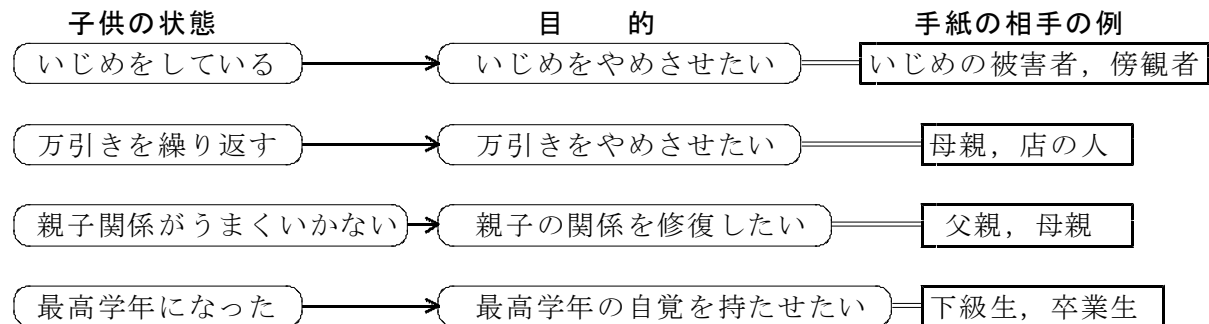 子供の状態 目 的 手紙の相手の例
いじめをしている いじめをやめさせたい いじめの被害者，傍観者
万引きを繰り返す 万引きをやめさせたい 母親，店の人
親子関係がうまくいかない 親子の関係を修復したい 父親，母親
最高学年になった 最高学年の自覚を持たせたい 下級生，卒業生